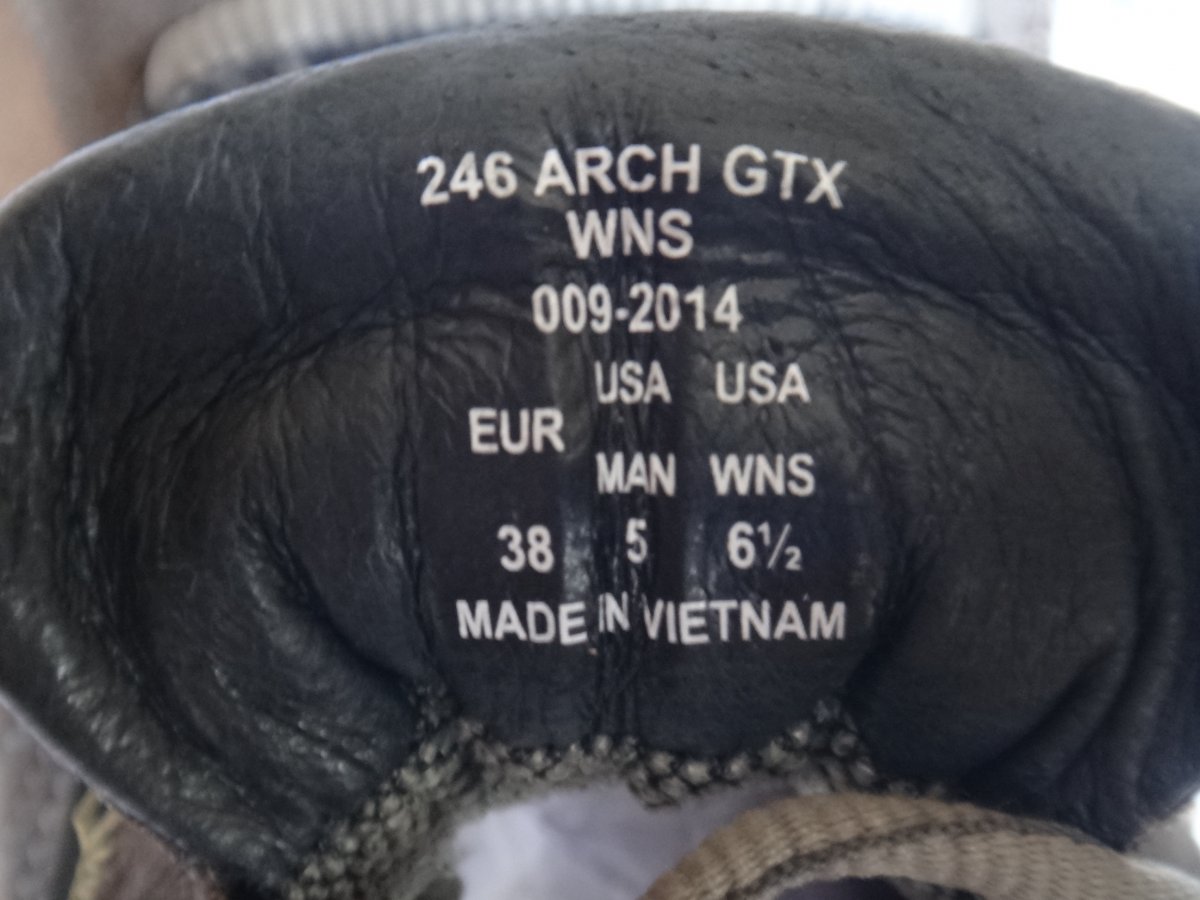 246 ARCH GTX
WNS
009-2014
USA USA
EUR
MAN WNS
38 5 6½
MADE IN VIETNAM